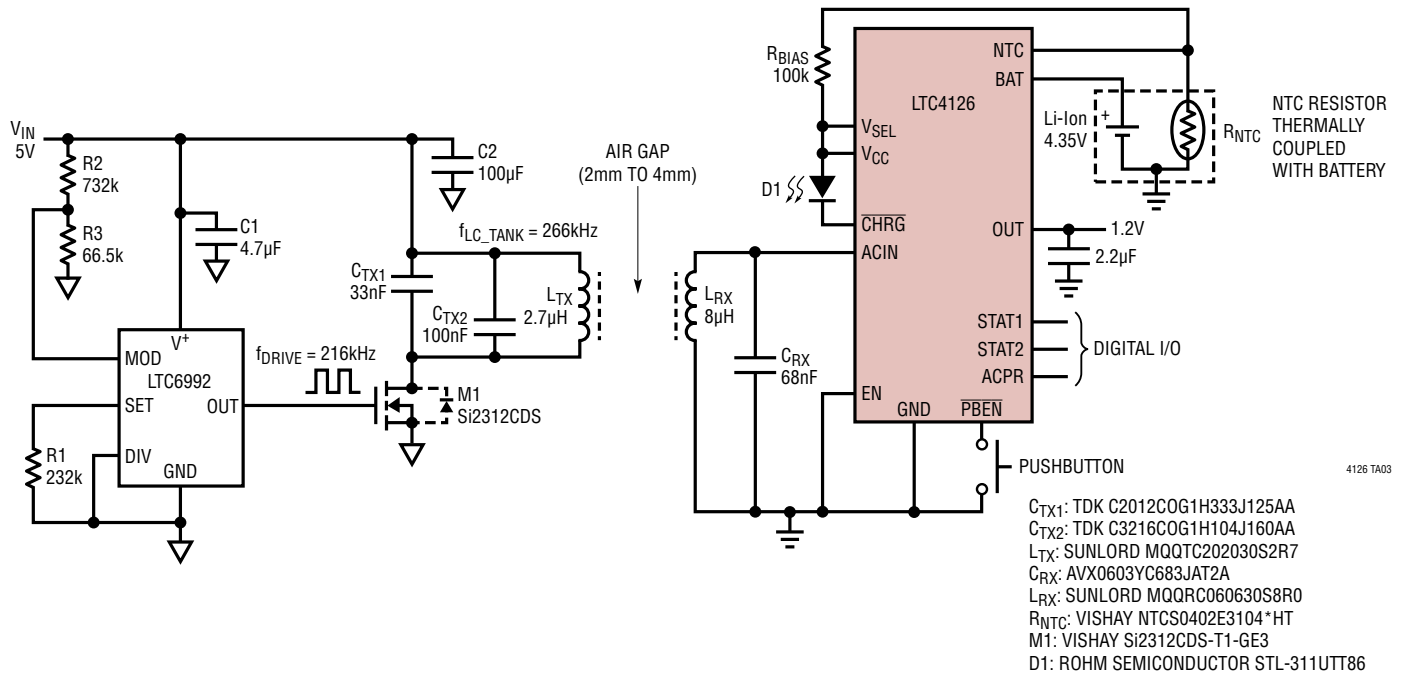 V_IN
5V
R2
732k
R3
66.5k
C1
4.7µF
C2
100µF
f_LC_TANK = 266kHz
C_TX1
33nF
C_TX2
100nF
L_TX
2.7µH
V+
MOD
LTC6992
SET
OUT
DIV
GND
R1
232k
f_DRIVE = 216kHz
M1
Si2312CDS
AIR GAP
(2mm TO 4mm)
L_RX
8µH
C_RX
68nF
R_BIAS
100k
D1
NTC
BAT
LTC4126
V_SEL
V_CC
CHRG
ACIN
OUT
STAT1
STAT2
ACPR
EN
GND
PBEN
Li-Ion
4.35V
+
R_NTC
NTC RESISTOR
THERMALLY
COUPLED
WITH BATTERY
1.2V
2.2µF
DIGITAL I/O
PUSHBUTTON
4126 TA03
C_TX1: TDK C2012COG1H333J125AA
C_TX2: TDK C3216COG1H104J160AA
L_TX: SUNLORD MQQTC202030S2R7
C_RX: AVX0603YC683JAT2A
L_RX: SUNLORD MQQRC060630S8R0
R_NTC: VISHAY NTCS0402E3104*HT
M1: VISHAY Si2312CDS-T1-GE3
D1: ROHM SEMICONDUCTOR STL-311UTT86